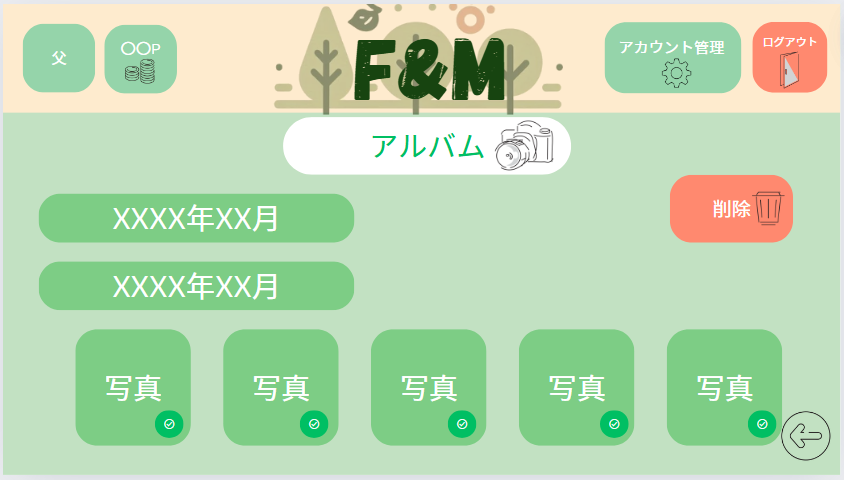 父
〇〇P
F&M
アカウント管理
ログアウト
アルバム
削除
XXXX年XX月
XXXX年XX月
写真
写真
写真
写真
写真